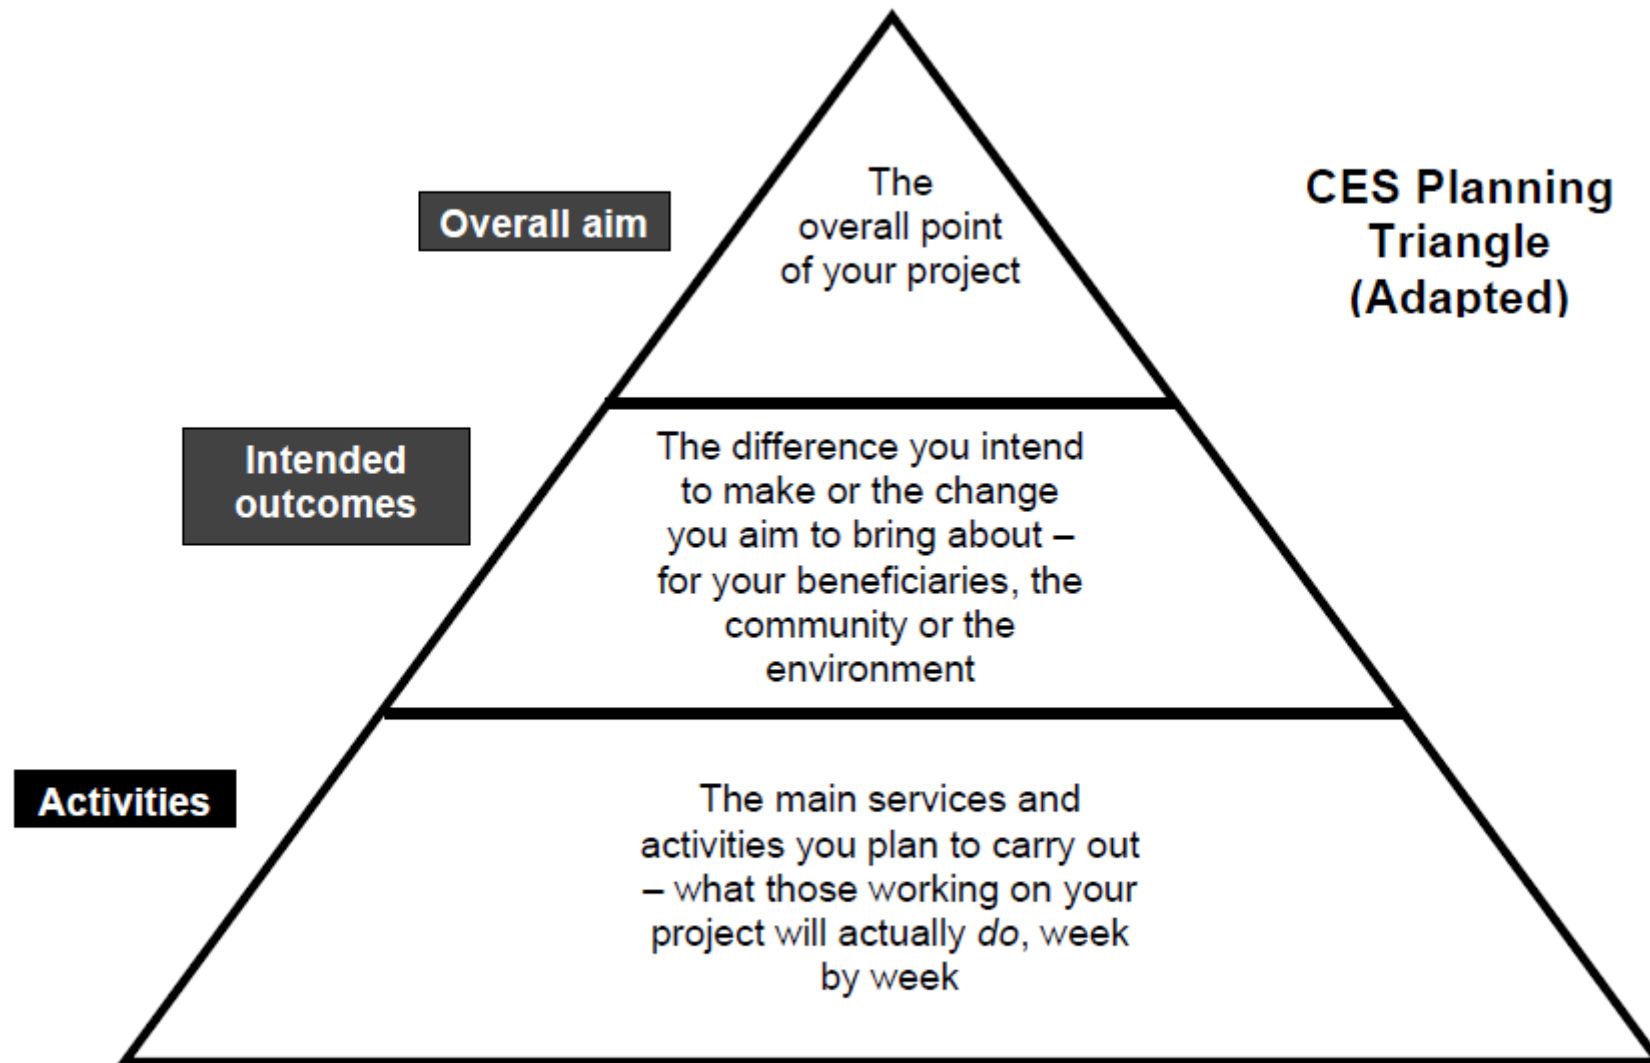 The
overall point
of your project
Overall aim
CES Planning
Triangle
(Adapted)
The difference you intend
to make or the change
you aim to bring about –
for your beneficiaries, the
community or the
environment
Intended
outcomes
Activities
The main services and
activities you plan to carry out
– what those working on your
project will actually do, week
by week